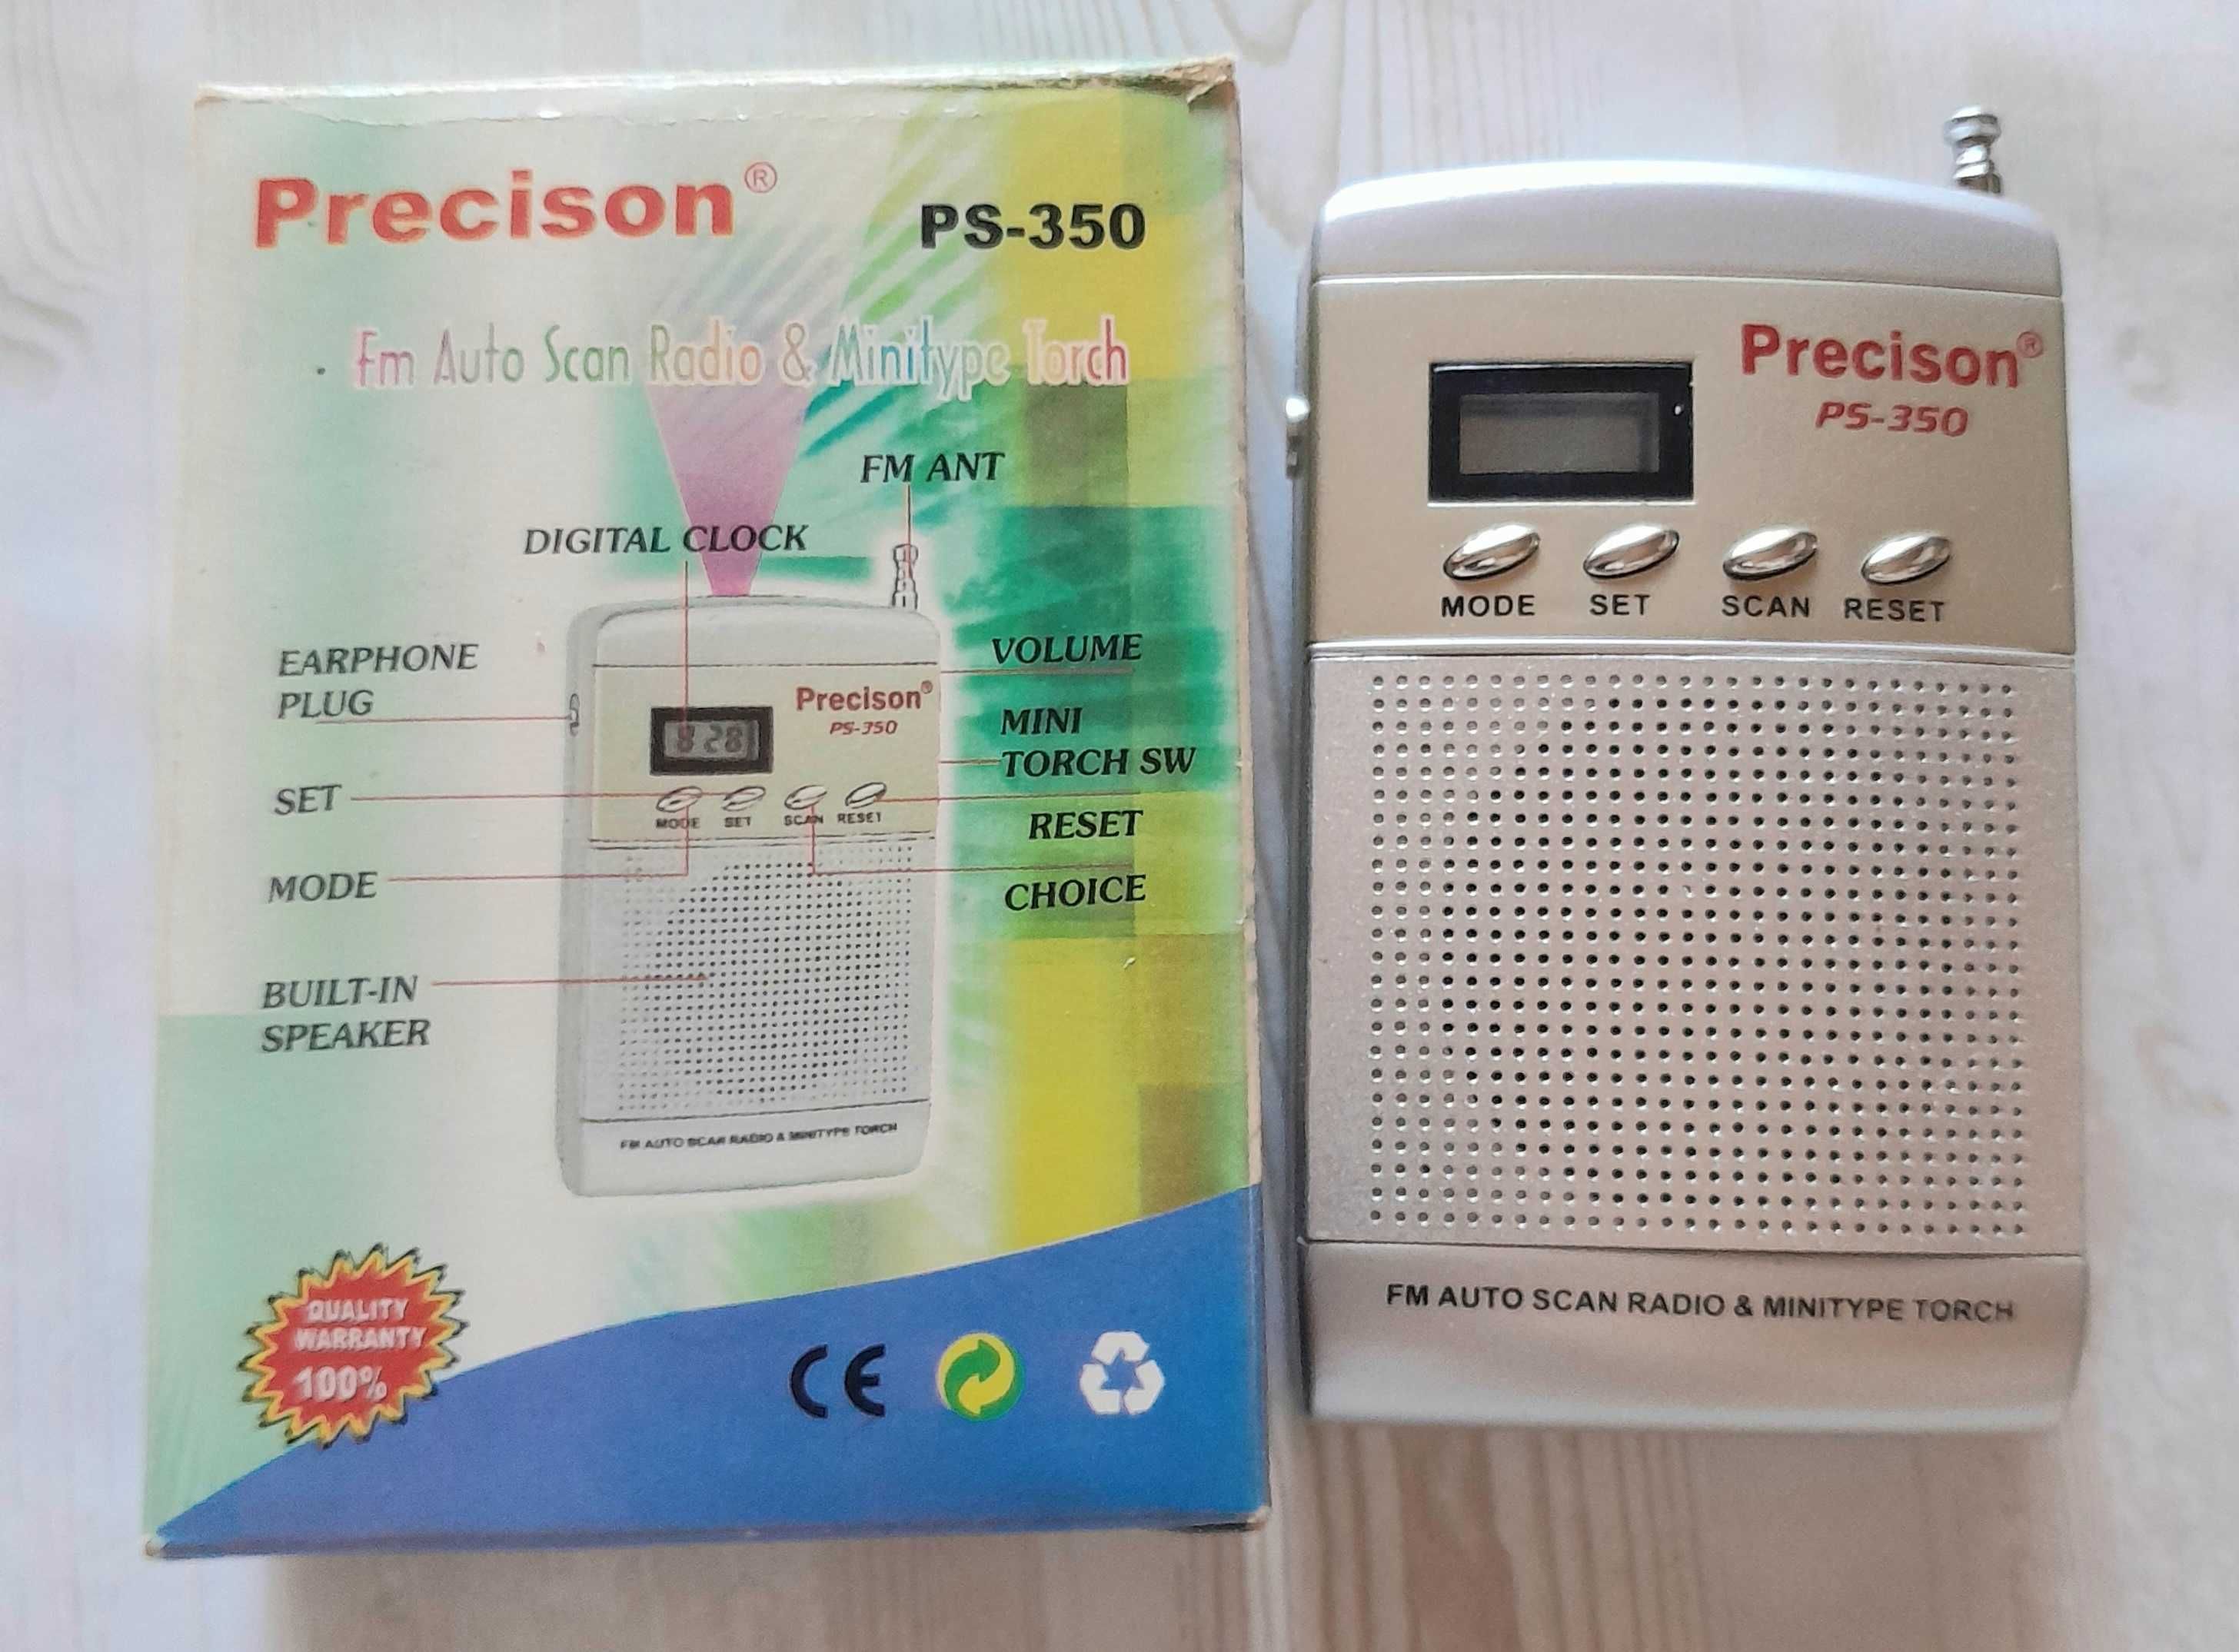 Precison®
PS-350
Fm Auto Scan Radio & Minitype Torch
FM ANT
DIGITAL CLOCK
EARPHONE
PLUG
SET
MODE
BUILT-IN
SPEAKER
VOLUME
MINI
TORCH SW
RESET
CHOICE
Precison®
PS-350
8 28
MODE SET SCAN RESET
FM AUTO SCAN RADIO & MINITYPE TORCH
QUALITY
WARRANTY
100%
CE
Precison®
PS-350
MODE SET SCAN RESET
FM AUTO SCAN RADIO & MINITYPE TORCH